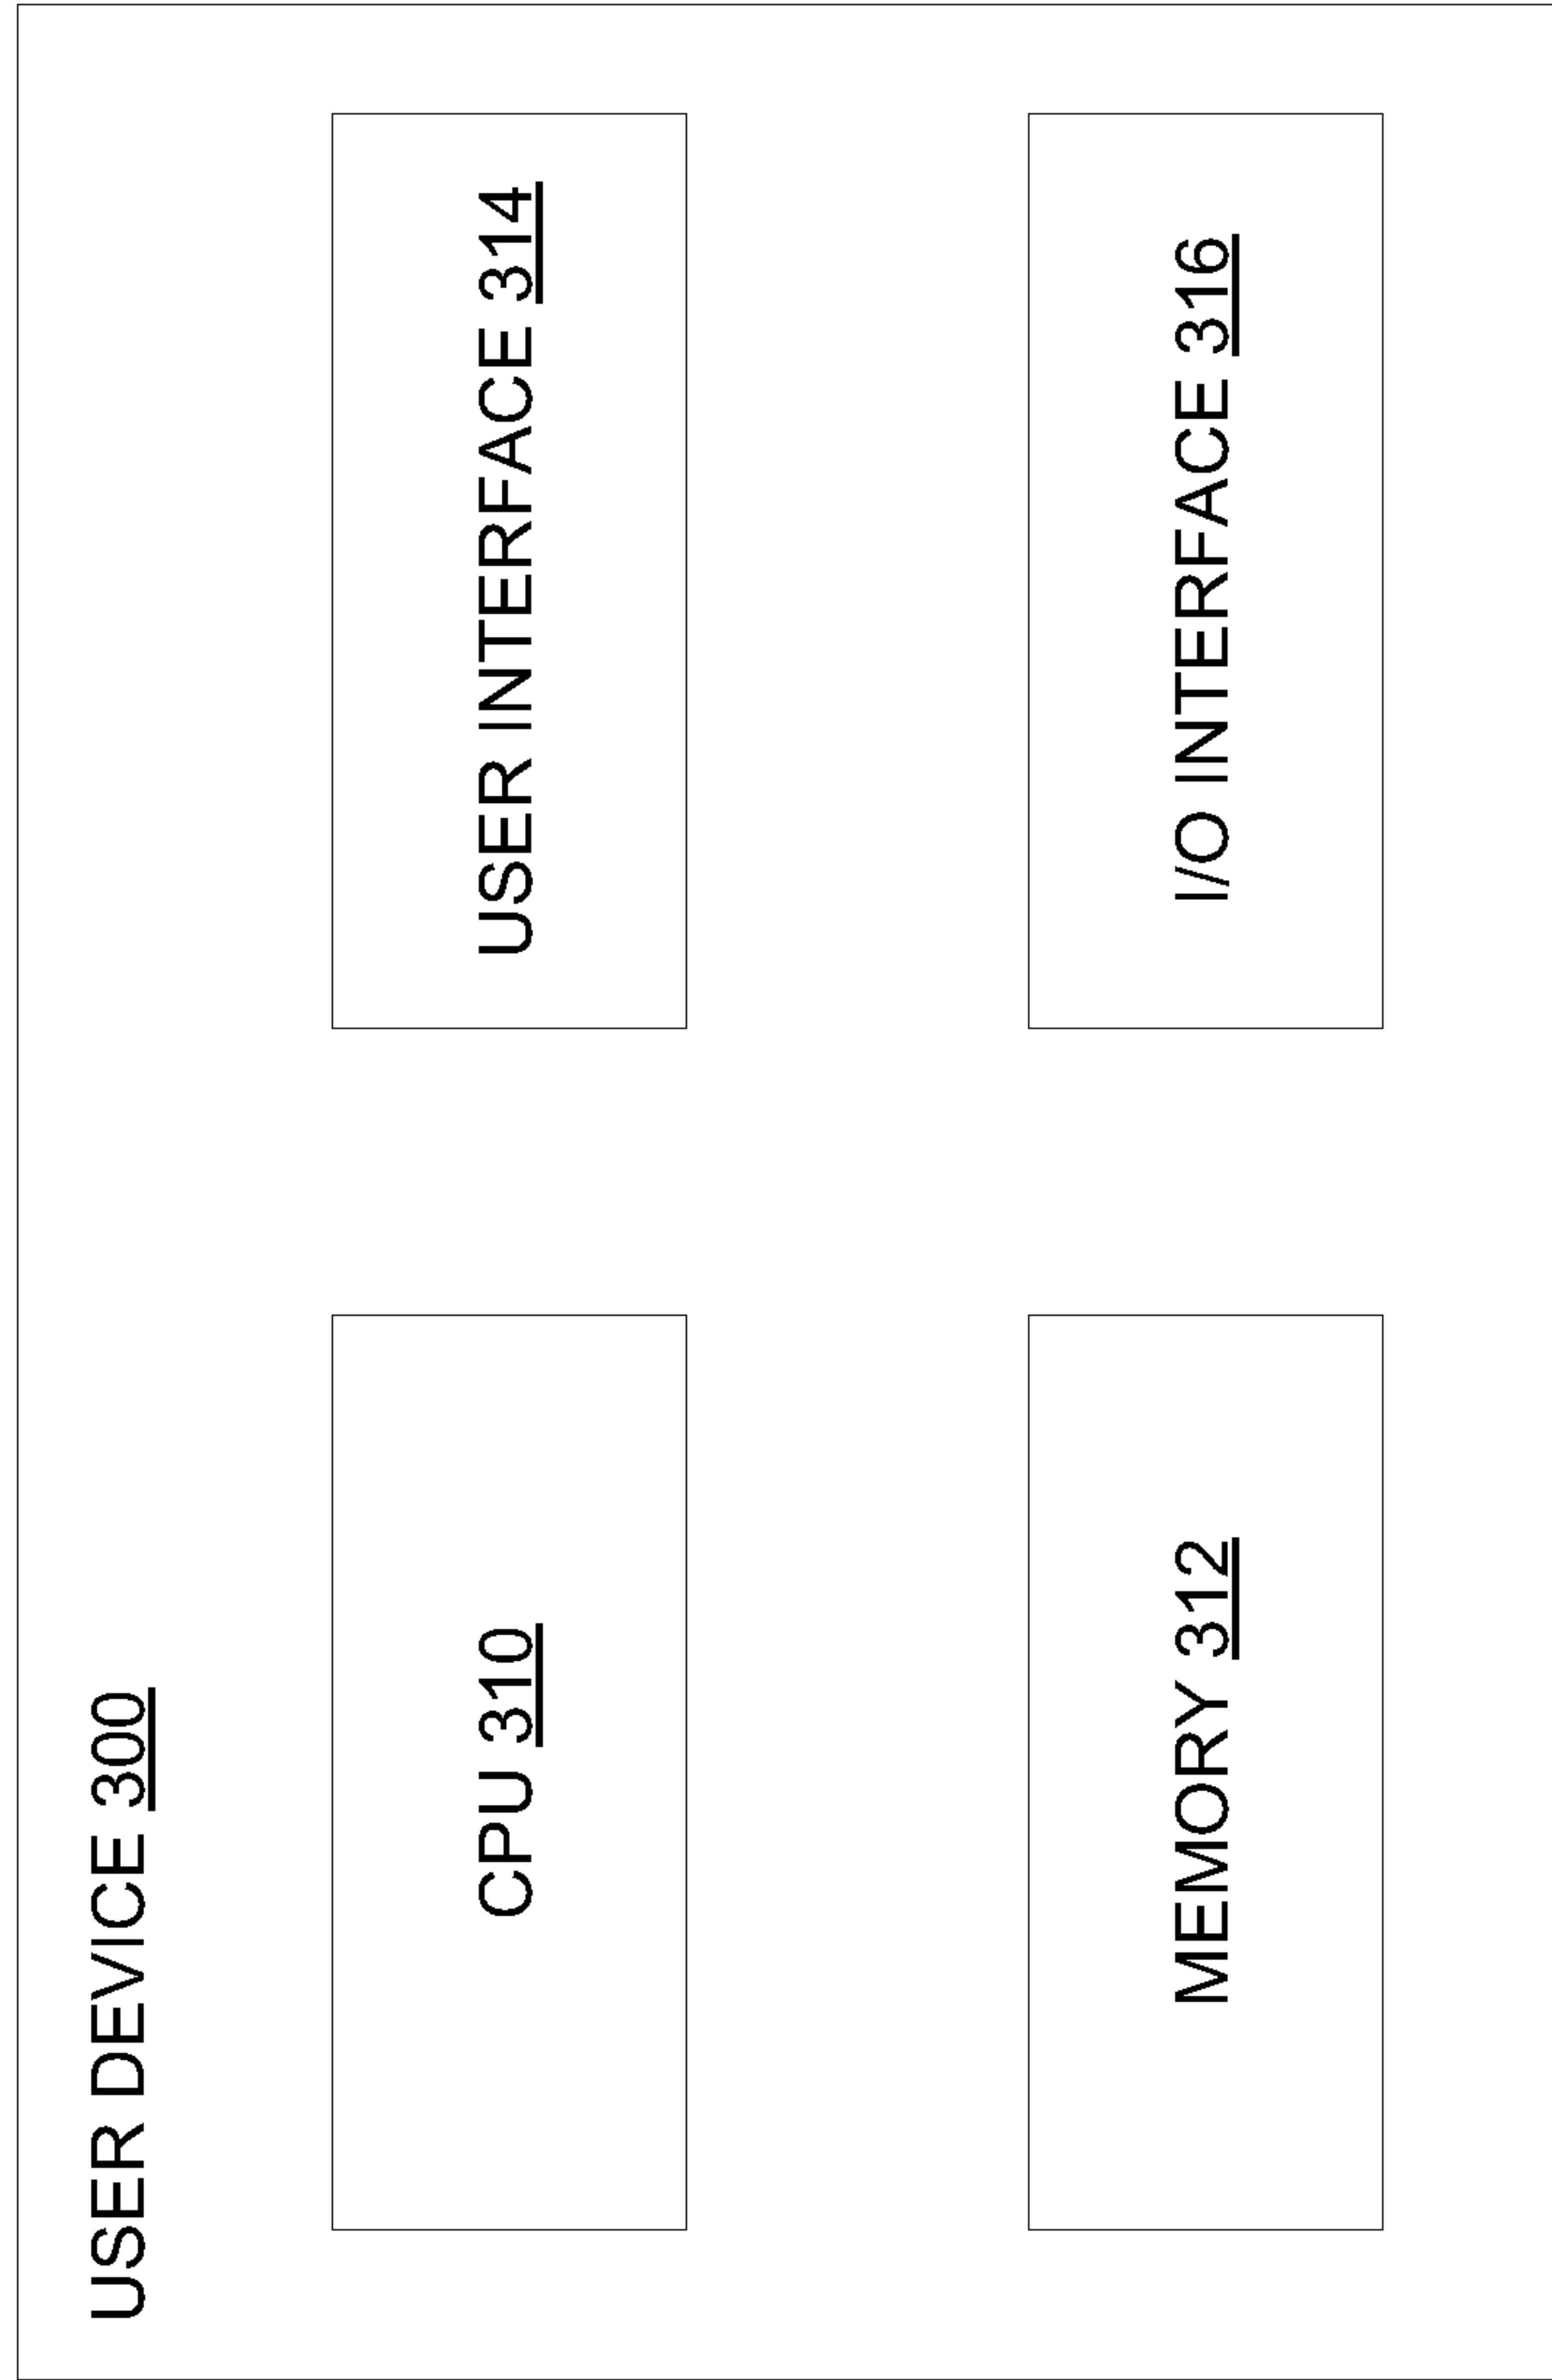 USER DEVICE 300
CPU 310
USER INTERFACE 314
MEMORY 312
I/O INTERFACE 316